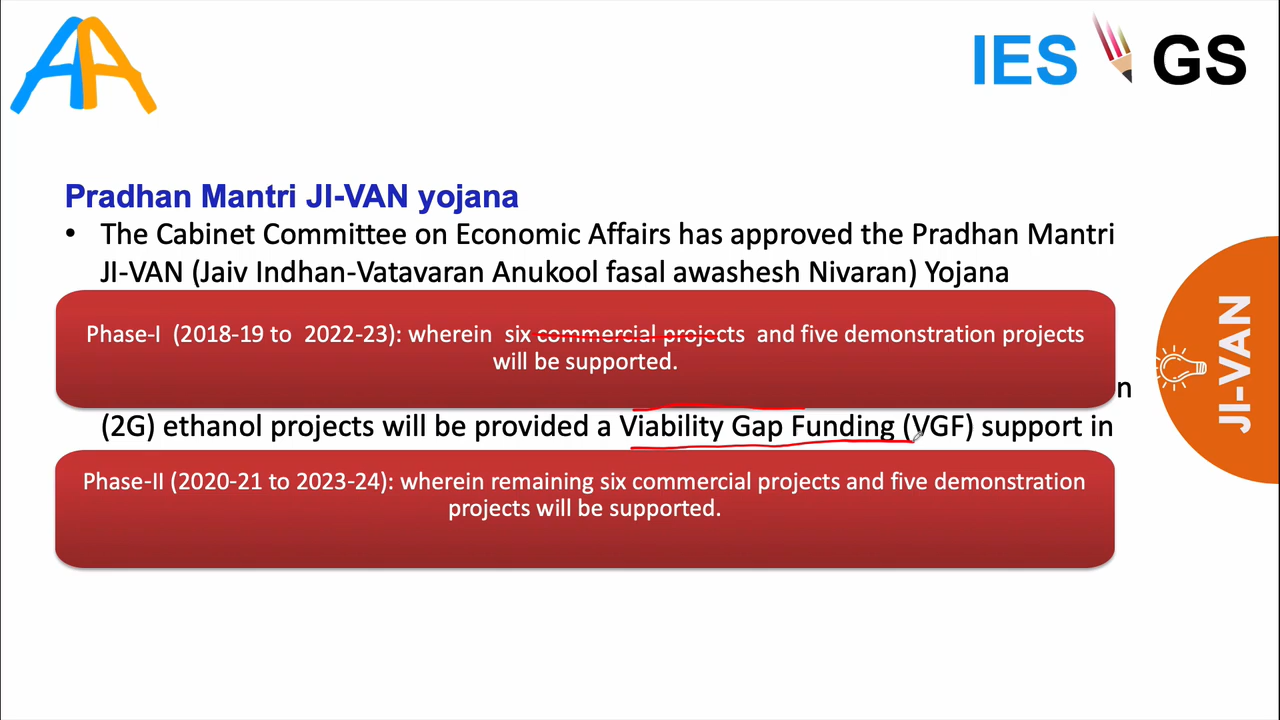 IES GS
Pradhan Mantri JI-VAN yojana
• The Cabinet Committee on Economic Affairs has approved the Pradhan Mantri
JI-VAN (Jaiv Indhan-Vatavaran Anukool fasal awashesh Nivaran) Yojana
Phase-I (2018-19 to 2022-23): wherein six commercial projects and five demonstration projects
will be supported.
(2G) ethanol projects will be provided a Viability Gap Funding (VGF) support in
Phase-II (2020-21 to 2023-24): wherein remaining six commercial projects and five demonstration
projects will be supported.
JI-VAN